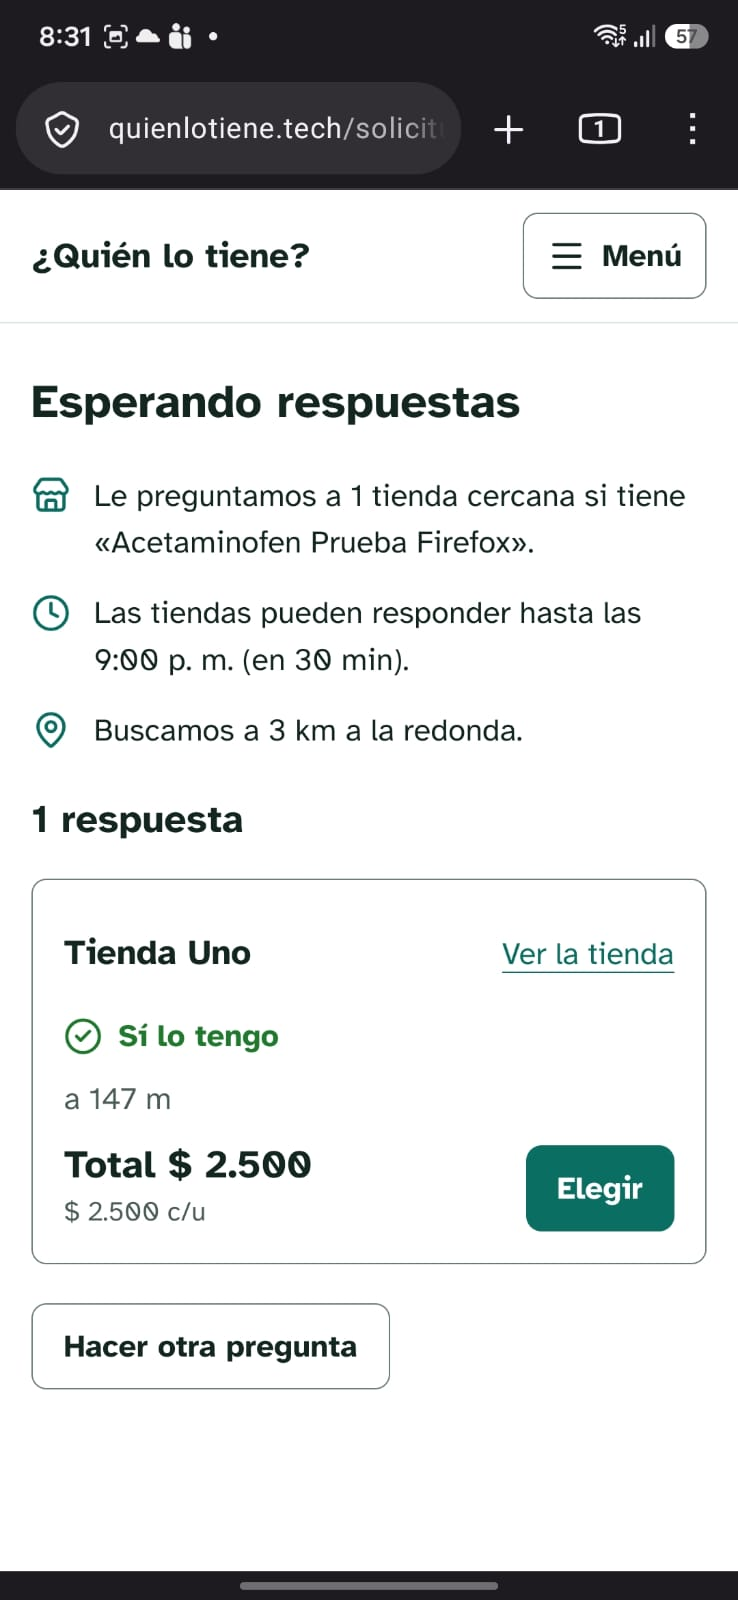 8:31
57
quienlotiene.tech/solicit
1
¿Quién lo tiene?
Menú
Esperando respuestas
Le preguntamos a 1 tienda cercana si tiene
«Acetaminofen Prueba Firefox».
Las tiendas pueden responder hasta las
9:00 p. m. (en 30 min).
Buscamos a 3 km a la redonda.
1 respuesta
Tienda Uno
Ver la tienda
Sí lo tengo
a 147 m
Total $ 2.500
$ 2.500 c/u
Elegir
Hacer otra pregunta